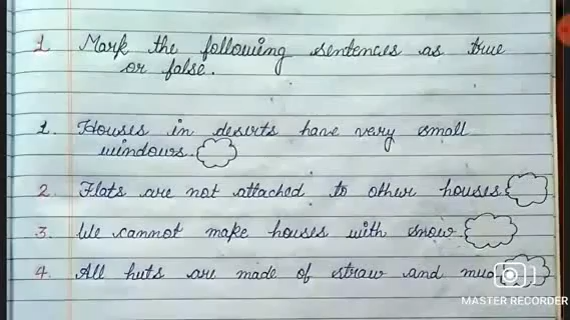 1 Mark the following sentences as true
or false.
1. Houses in deserts have very small
windows.
2. Flats are not attached to other houses.
3. We cannot make houses with snow.
4. All huts are made of straw and mud.
MASTER RECORDER